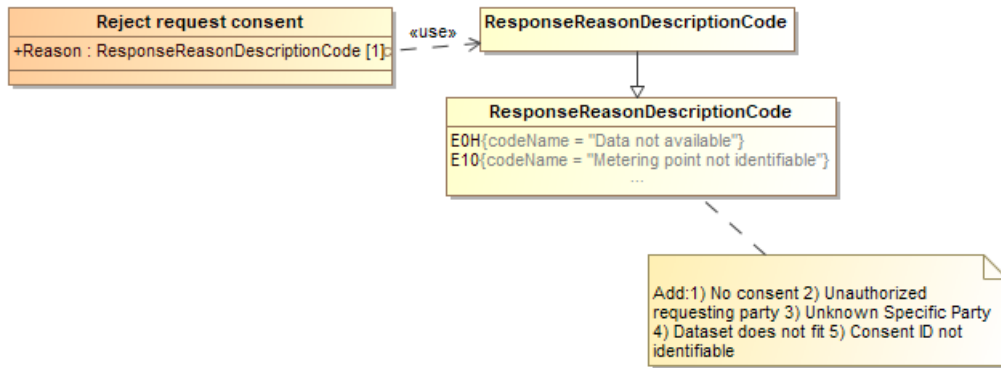 Reject request consent
+Reason : ResponseReasonDescriptionCode [1]
«use»
ResponseReasonDescriptionCode
ResponseReasonDescriptionCode
E0H{codeName = "Data not available"}
E10{codeName = "Metering point not identifiable"}
...
Add:1) No consent 2) Unauthorized
requesting party 3) Unknown Specific Party
4) Dataset does not fit 5) Consent ID not
identifiable